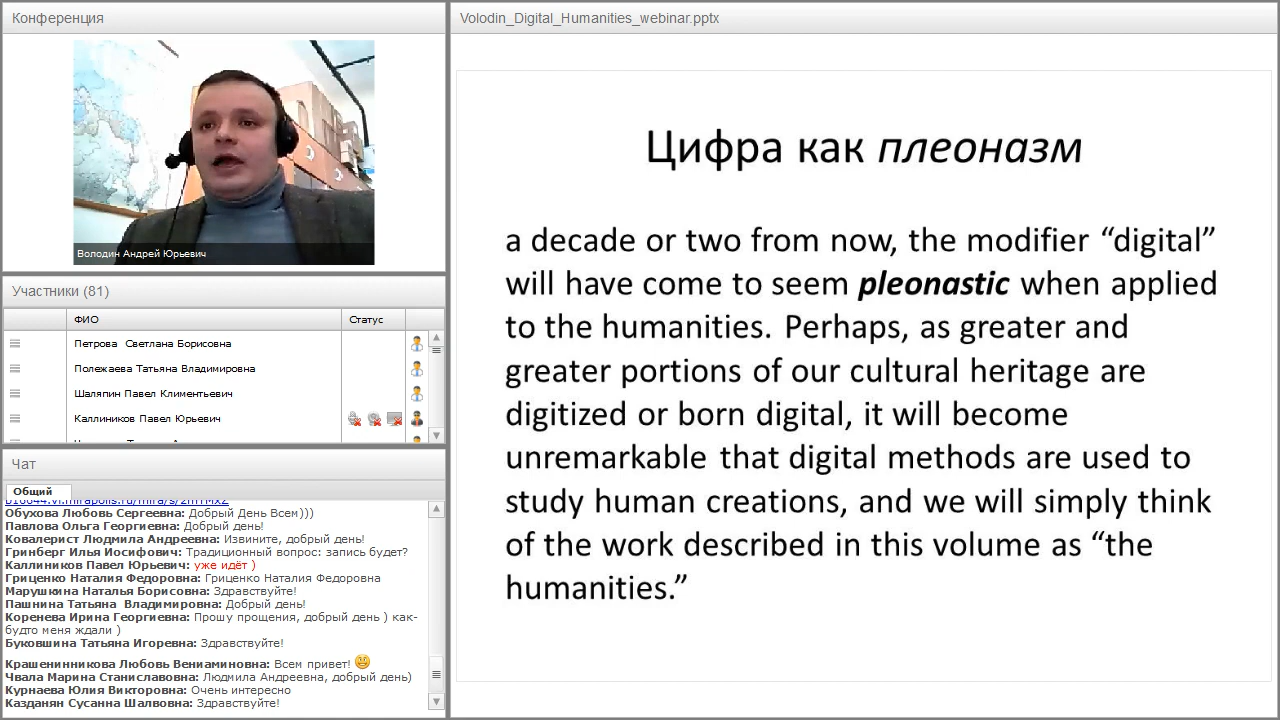 Конференция
Володин Андрей Юрьевич
Участники (81)
ФИО
Статус
Петрова Светлана Борисовна
Полежаева Татьяна Владимировна
Шаляпин Павел Климентьевич
Каллиников Павел Юрьевич
Чат
Общий
Обухова Любовь Сергеевна: Добрый День Всем)))
Павлова Ольга Георгиевна: Добрый день!
Ковалерист Людмила Андреевна: Извините, добрый день!
Гринберг Илья Иосифович: Традиционный вопрос: запись будет?
Каллиников Павел Юрьевич: уже идёт )
Гриценко Наталия Федоровна: Гриценко Наталия Федоровна
Марушкина Наталья Борисовна: Здравствуйте!
Пашнина Татьяна Владимировна: Добрый день!
Коренева Ирина Георгиевна: Прошу прощения, добрый день ) как-
будто меня ждали )
Буковшина Татьяна Игоревна: Здравствуйте!
Крашенинникова Любовь Вениаминовна: Всем привет!
Чвала Марина Станиславовна: Людмила Андреевна, добрый день)
Курнаева Юлия Викторовна: Очень интересно
Казданян Сусанна Шалвовна: Здравствуйте!
Volodin_Digital_Humanities_webinar.pptx
Цифра как плеоназм
a decade or two from now, the modifier “digital”
will have come to seem pleonastic when applied
to the humanities. Perhaps, as greater and
greater portions of our cultural heritage are
digitized or born digital, it will become
unremarkable that digital methods are used to
study human creations, and we will simply think
of the work described in this volume as “the
humanities.”